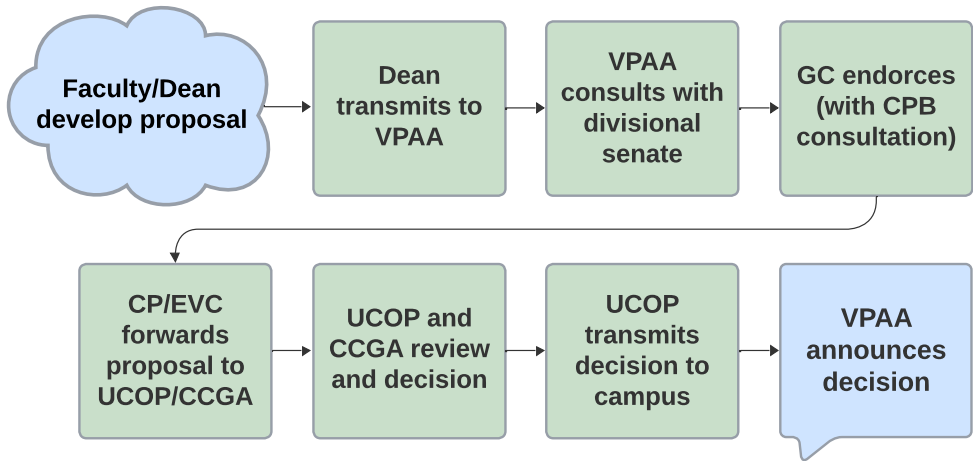 Faculty/Dean
develop proposal
Dean
transmits to
VPAA
VPAA
consults with
divisional
senate
GC endorces
(with CPB
consultation)
CP/EVC
forwards
proposal to
UCOP/CCGA
UCOP and
CCGA review
and decision
UCOP
transmits
decision to
campus
VPAA
announces
decision